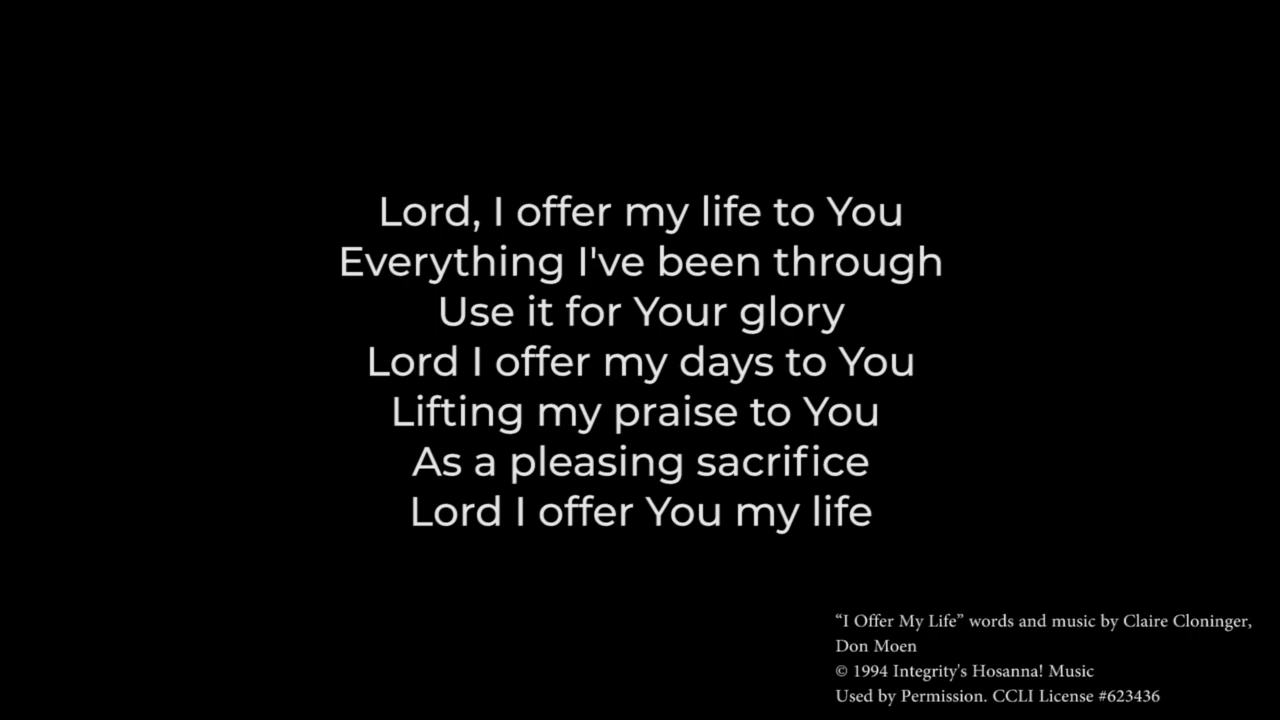 Lord, I offer my life to You
Everything I've been through
Use it for Your glory
Lord I offer my days to You
Lifting my praise to You
As a pleasing sacrifice
Lord I offer You my life
“I Offer My Life” words and music by Claire Cloninger,
Don Moen
© 1994 Integrity's Hosanna! Music
Used by Permission. CCLI License #623436